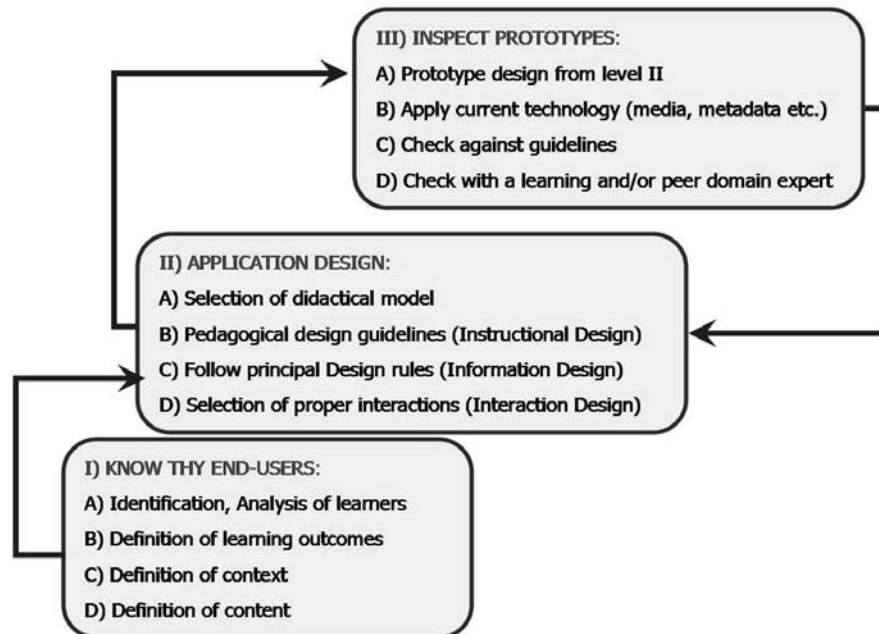 III) INSPECT PROTOTYPES:
A) Prototype design from level II
B) Apply current technology (media, metadata etc.)
C) Check against guidelines
D) Check with a learning and/or peer domain expert
II) APPLICATION DESIGN:
A) Selection of didactical model
B) Pedagogical design guidelines (Instructional Design)
C) Follow principal Design rules (Information Design)
D) Selection of proper interactions (Interaction Design)
I) KNOW THY END-USERS:
A) Identification, Analysis of learners
B) Definition of learning outcomes
C) Definition of context
D) Definition of content